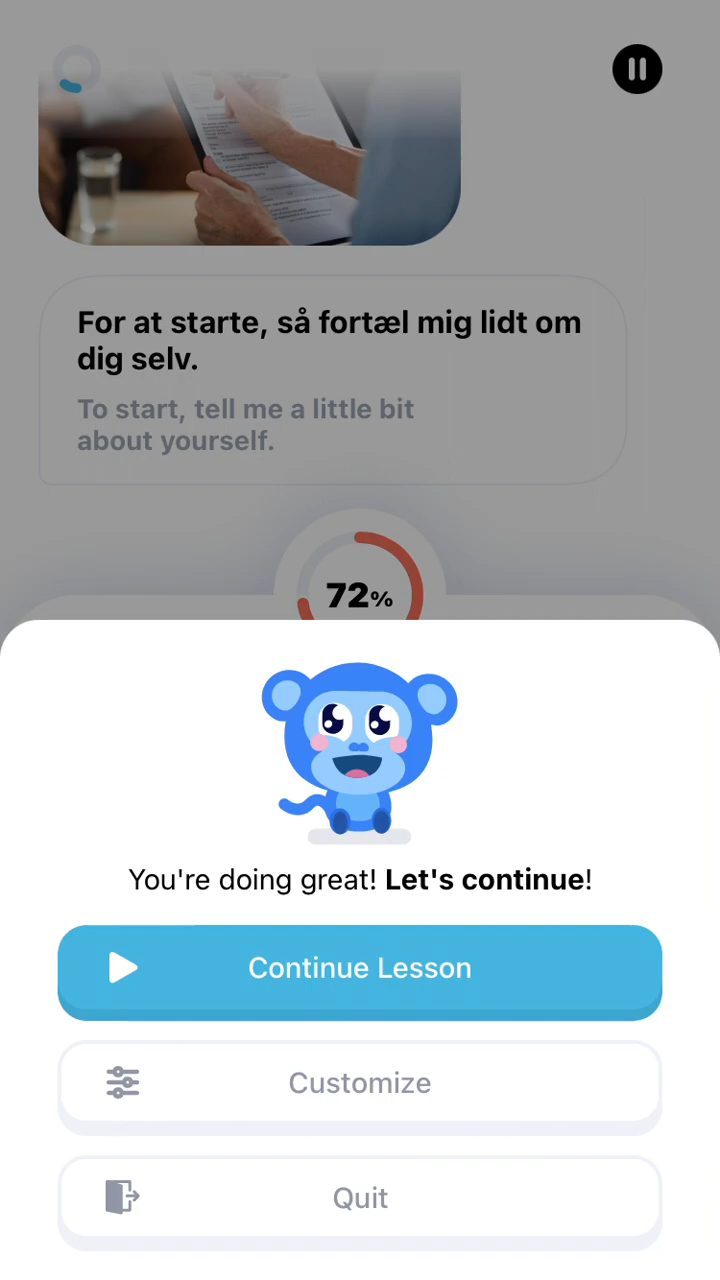 For at starte, så fortæl mig lidt om
dig selv.
To start, tell me a little bit
about yourself.
72%
You're doing great! Let's continue!
Continue Lesson
Customize
Quit